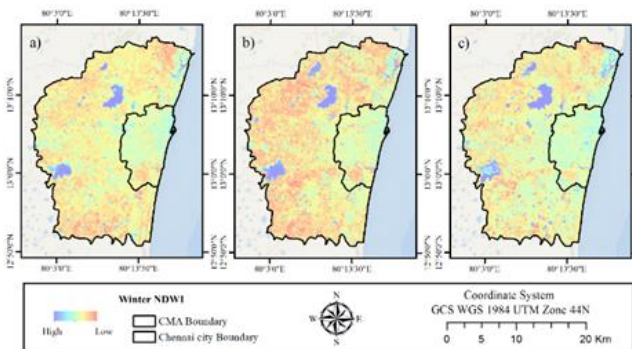 80°3'0"E 80°13'30"E 80°3'0"E 80°13'30"E 80°3'0"E 80°13'30"E
a) b) c)
13°10'0"N 13°10'0"N 13°10'0"N
13°0'0"N 13°0'0"N
12°50'0"N 12°50'0"N 12°50'0"N
80°3'0"E 80°13'30"E 80°3'0"E 80°13'30"E 80°3'0"E 80°13'30"E
Winter NDWI
High Low
CMA Boundary
Chennai city Boundary
N
W E
S
Coordinate System
GCS WGS 1984 UTM Zone 44N
0 5 10 20 Km